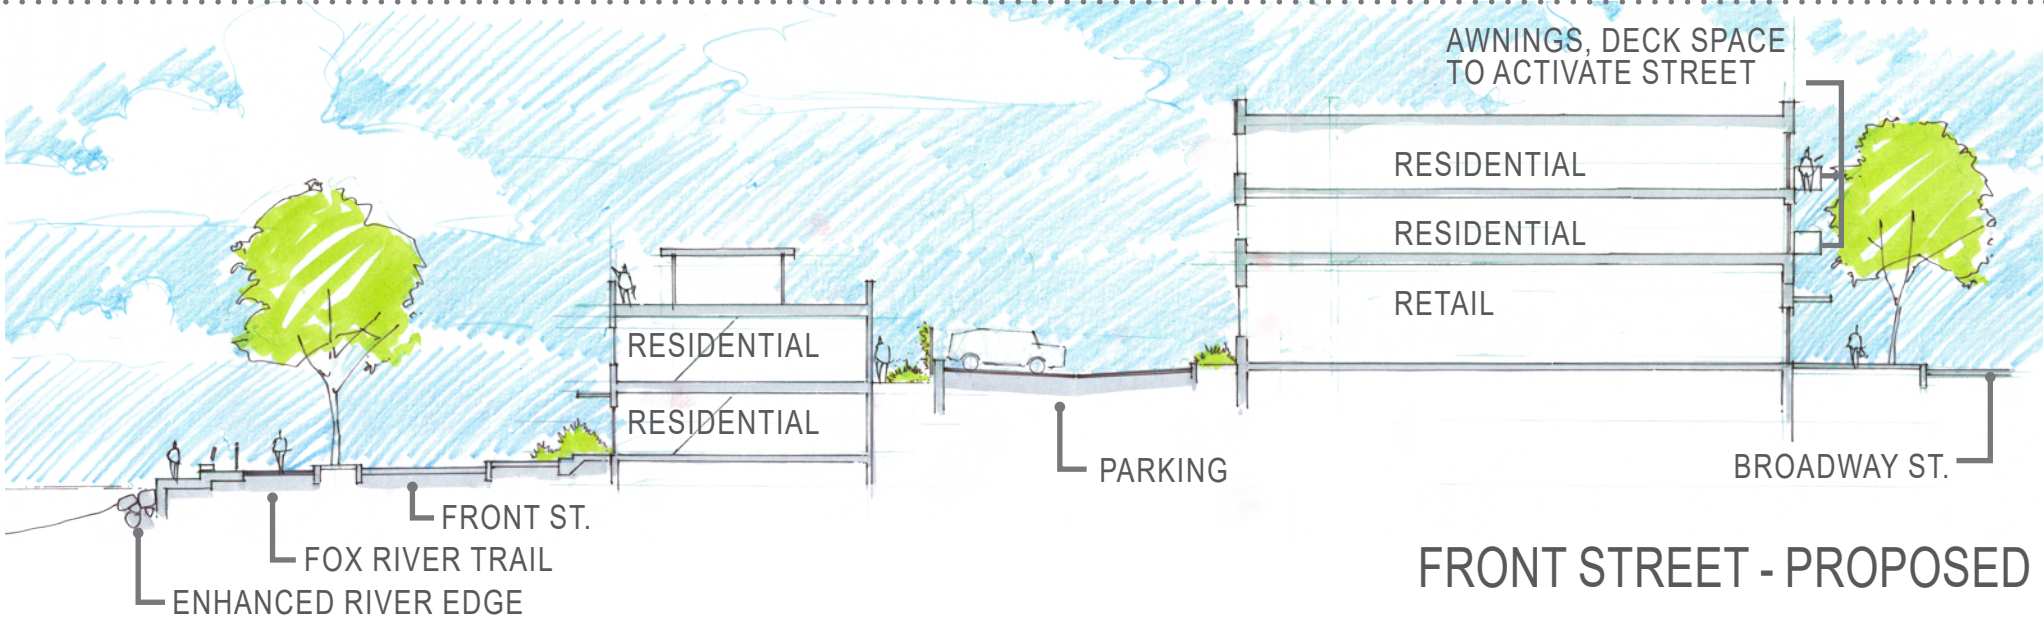 AWNINGS, DECK SPACE
TO ACTIVATE STREET
RESIDENTIAL
RESIDENTIAL
RETAIL
RESIDENTIAL
RESIDENTIAL
PARKING
BROADWAY ST.
FRONT ST.
FOX RIVER TRAIL
ENHANCED RIVER EDGE
FRONT STREET - PROPOSED